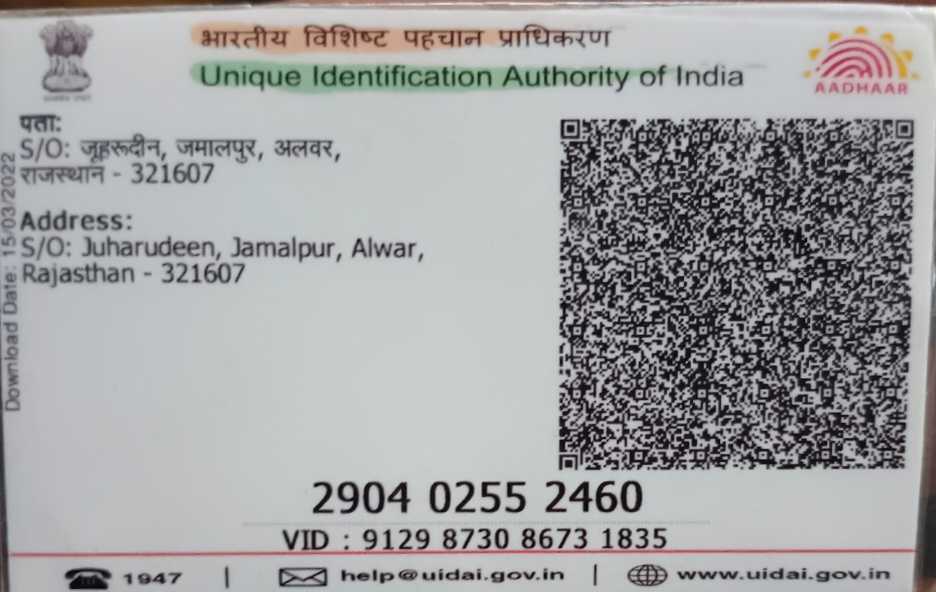 भारतीय विशिष्ट पहचान प्राधिकरण
Unique Identification Authority of India
AADHAAR
पताः
S/O: जूहरूदीन, जमालपुर, अलवर,
राजस्थान - 321607
Address:
S/O: Juharudeen, Jamalpur, Alwar,
Rajasthan - 321607
Download Date: 15/03/2022
2904 0255 2460
VID : 9129 8730 8673 1835
1947 | help@uidai.gov.in | www.uidai.gov.in